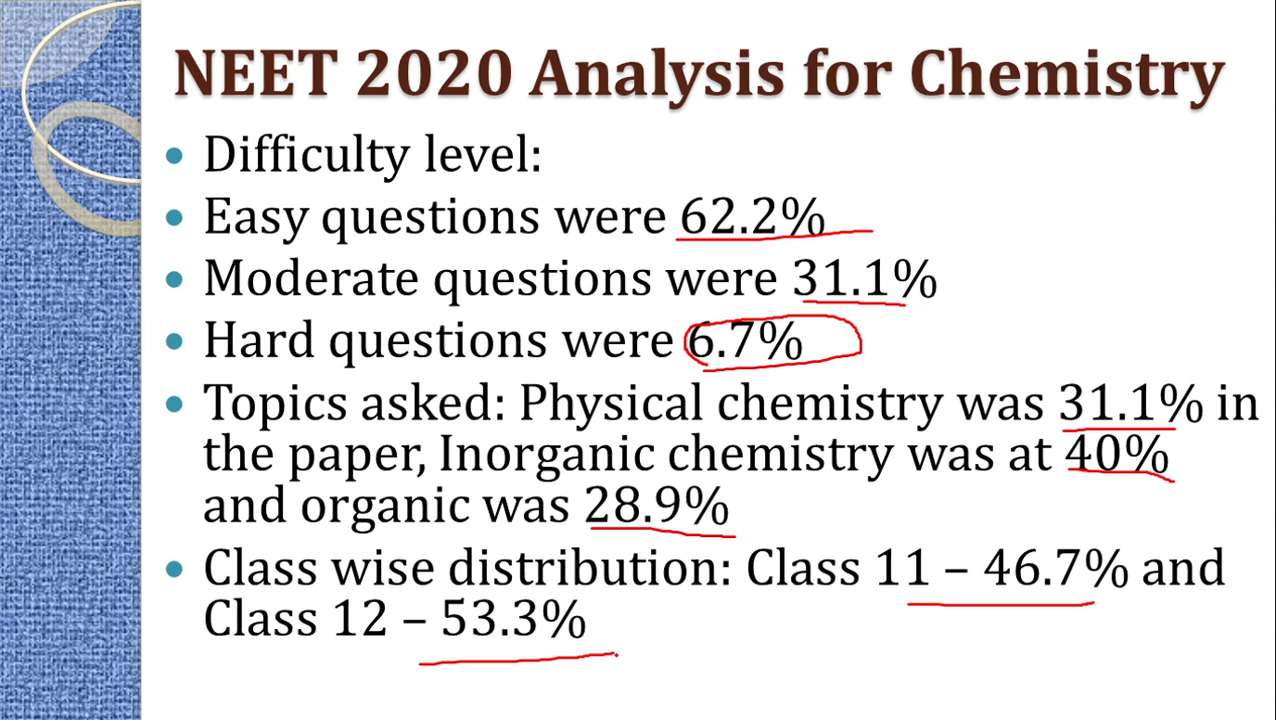 NEET 2020 Analysis for Chemistry
• Difficulty level:
• Easy questions were 62.2%
• Moderate questions were 31.1%
• Hard questions were 6.7%
• Topics asked: Physical chemistry was 31.1% in
the paper, Inorganic chemistry was at 40%
and organic was 28.9%
• Class wise distribution: Class 11 – 46.7% and
Class 12 – 53.3%